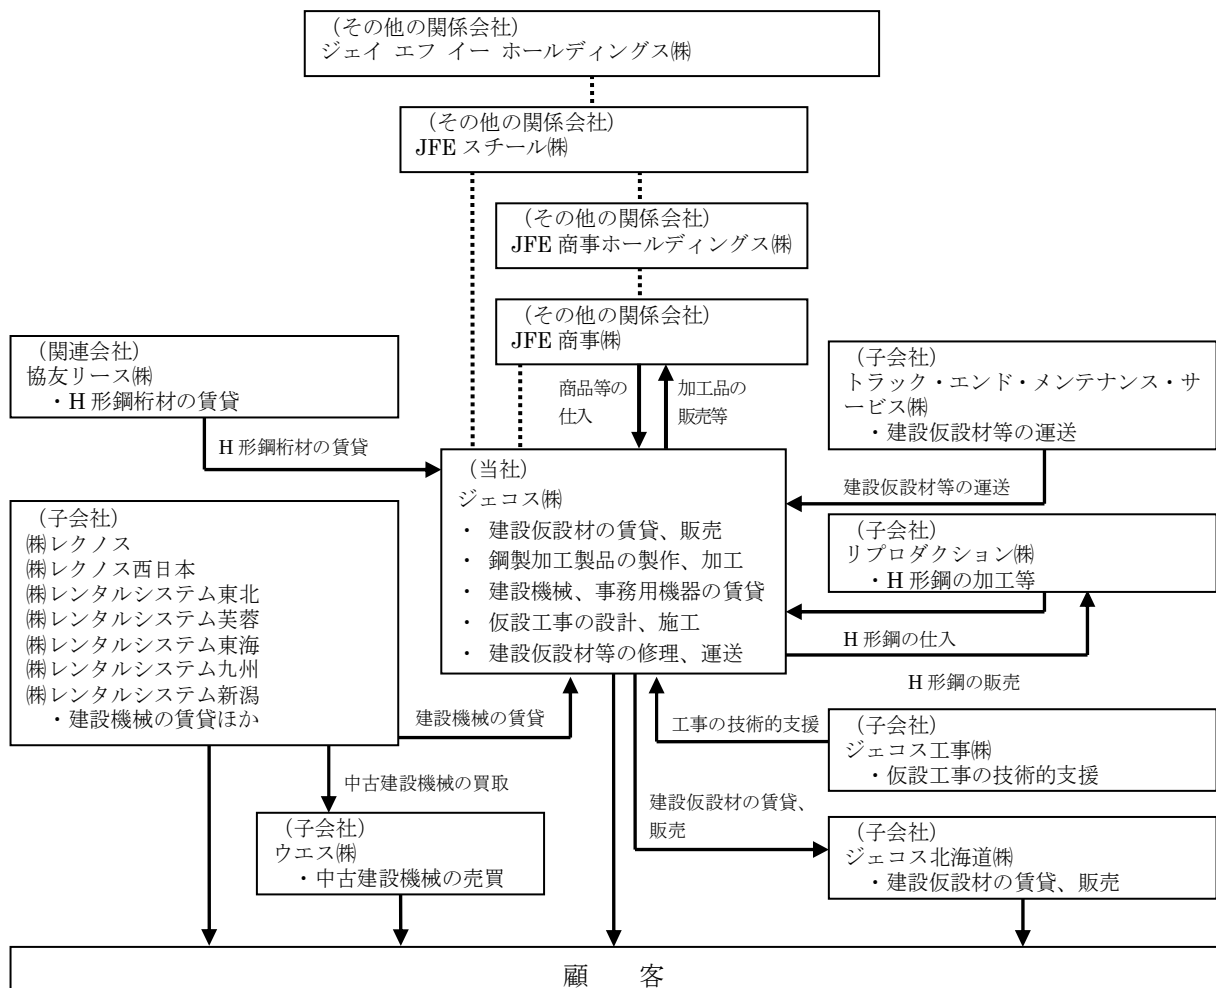 （その他の関係会社）
ジェイ エフ イー ホールディングス㈱
（その他の関係会社）
JFE スチール㈱
（その他の関係会社）
JFE 商事ホールディングス㈱
（その他の関係会社）
JFE 商事㈱
（関連会社）
協友リース㈱
・H 形鋼桁材の賃貸
H 形鋼桁材の賃貸
商品等の
仕入
加工品の
販売等
（子会社）
トラック・エンド・メンテナンス・サ
ービス㈱
・建設仮設材等の運送
建設仮設材等の運送
（当社）
ジェコス㈱
・ 建設仮設材の賃貸、販売
・ 鋼製加工製品の製作、加工
・ 建設機械、事務用機器の賃貸
・ 仮設工事の設計、施工
・ 建設仮設材等の修理、運送
（子会社）
㈱レクノス
㈱レクノス西日本
㈱レンタルシステム東北
㈱レンタルシステム芙蓉
㈱レンタルシステム東海
㈱レンタルシステム九州
㈱レンタルシステム新潟
・建設機械の賃貸ほか
建設機械の賃貸
（子会社）
リプロダクション㈱
・H 形鋼の加工等
H 形鋼の仕入
H 形鋼の販売
工事の技術的支援
（子会社）
ジェコス工事㈱
・仮設工事の技術的支援
中古建設機械の買取
（子会社）
ウエス㈱
・中古建設機械の売買
建設仮設材の賃貸、
販売
（子会社）
ジェコス北海道㈱
・建設仮設材の賃貸、販売
顧 客